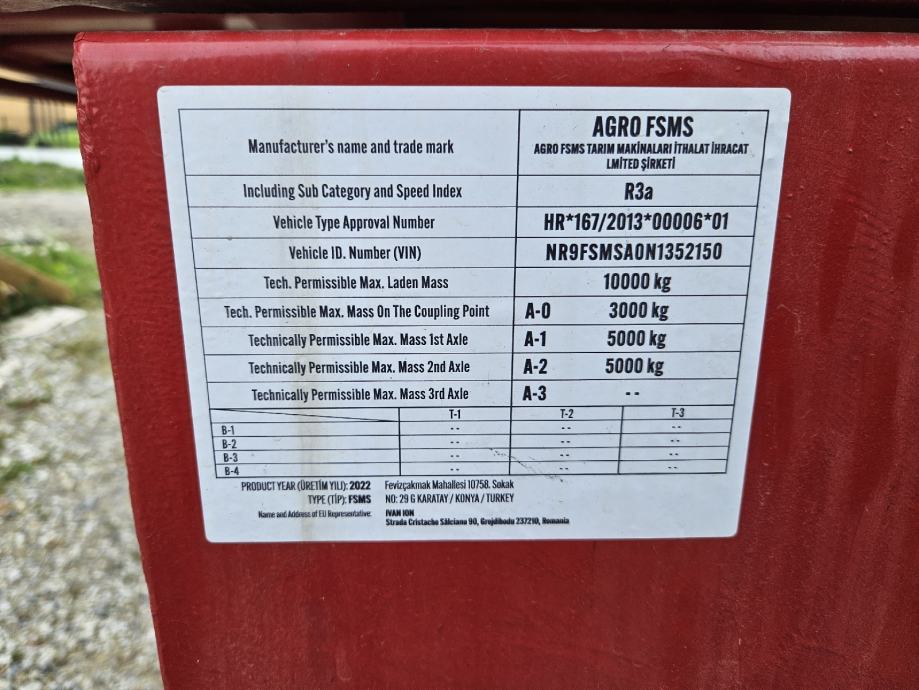 Manufacturer's name and trade mark
AGRO FSMS
AGRO FSMS TARIM MAKİNALARI İTHALAT İHRACAT
LMİTED ŞİRKETİ
Including Sub Category and Speed Index R3a
Vehicle Type Approval Number HR*167/2013*00006*01
Vehicle ID. Number (VIN) NR9FSMSA0N1352150
Tech. Permissible Max. Laden Mass 10000 kg
Tech. Permissible Max. Mass On The Coupling Point A-0 3000 kg
Technically Permissible Max. Mass 1st Axle A-1 5000 kg
Technically Permissible Max. Mass 2nd Axle A-2 5000 kg
Technically Permissible Max. Mass 3rd Axle A-3 --
T-1 T-2 T-3
B-1 -- -- --
B-2 -- -- --
B-3 -- -- --
B-4 -- -- --
PRODUCT YEAR (ÜRETİM YILI): 2022 Fevizçakmak Mahallesi 10758. Sokak
TYPE (TİP): FSMS NO: 29 G KARATAY / KONYA / TURKEY
Name and Address of EU Representative: IVAN ION
Strada Cristache Sălcianu 90, Grojdibodu 237210, Romania